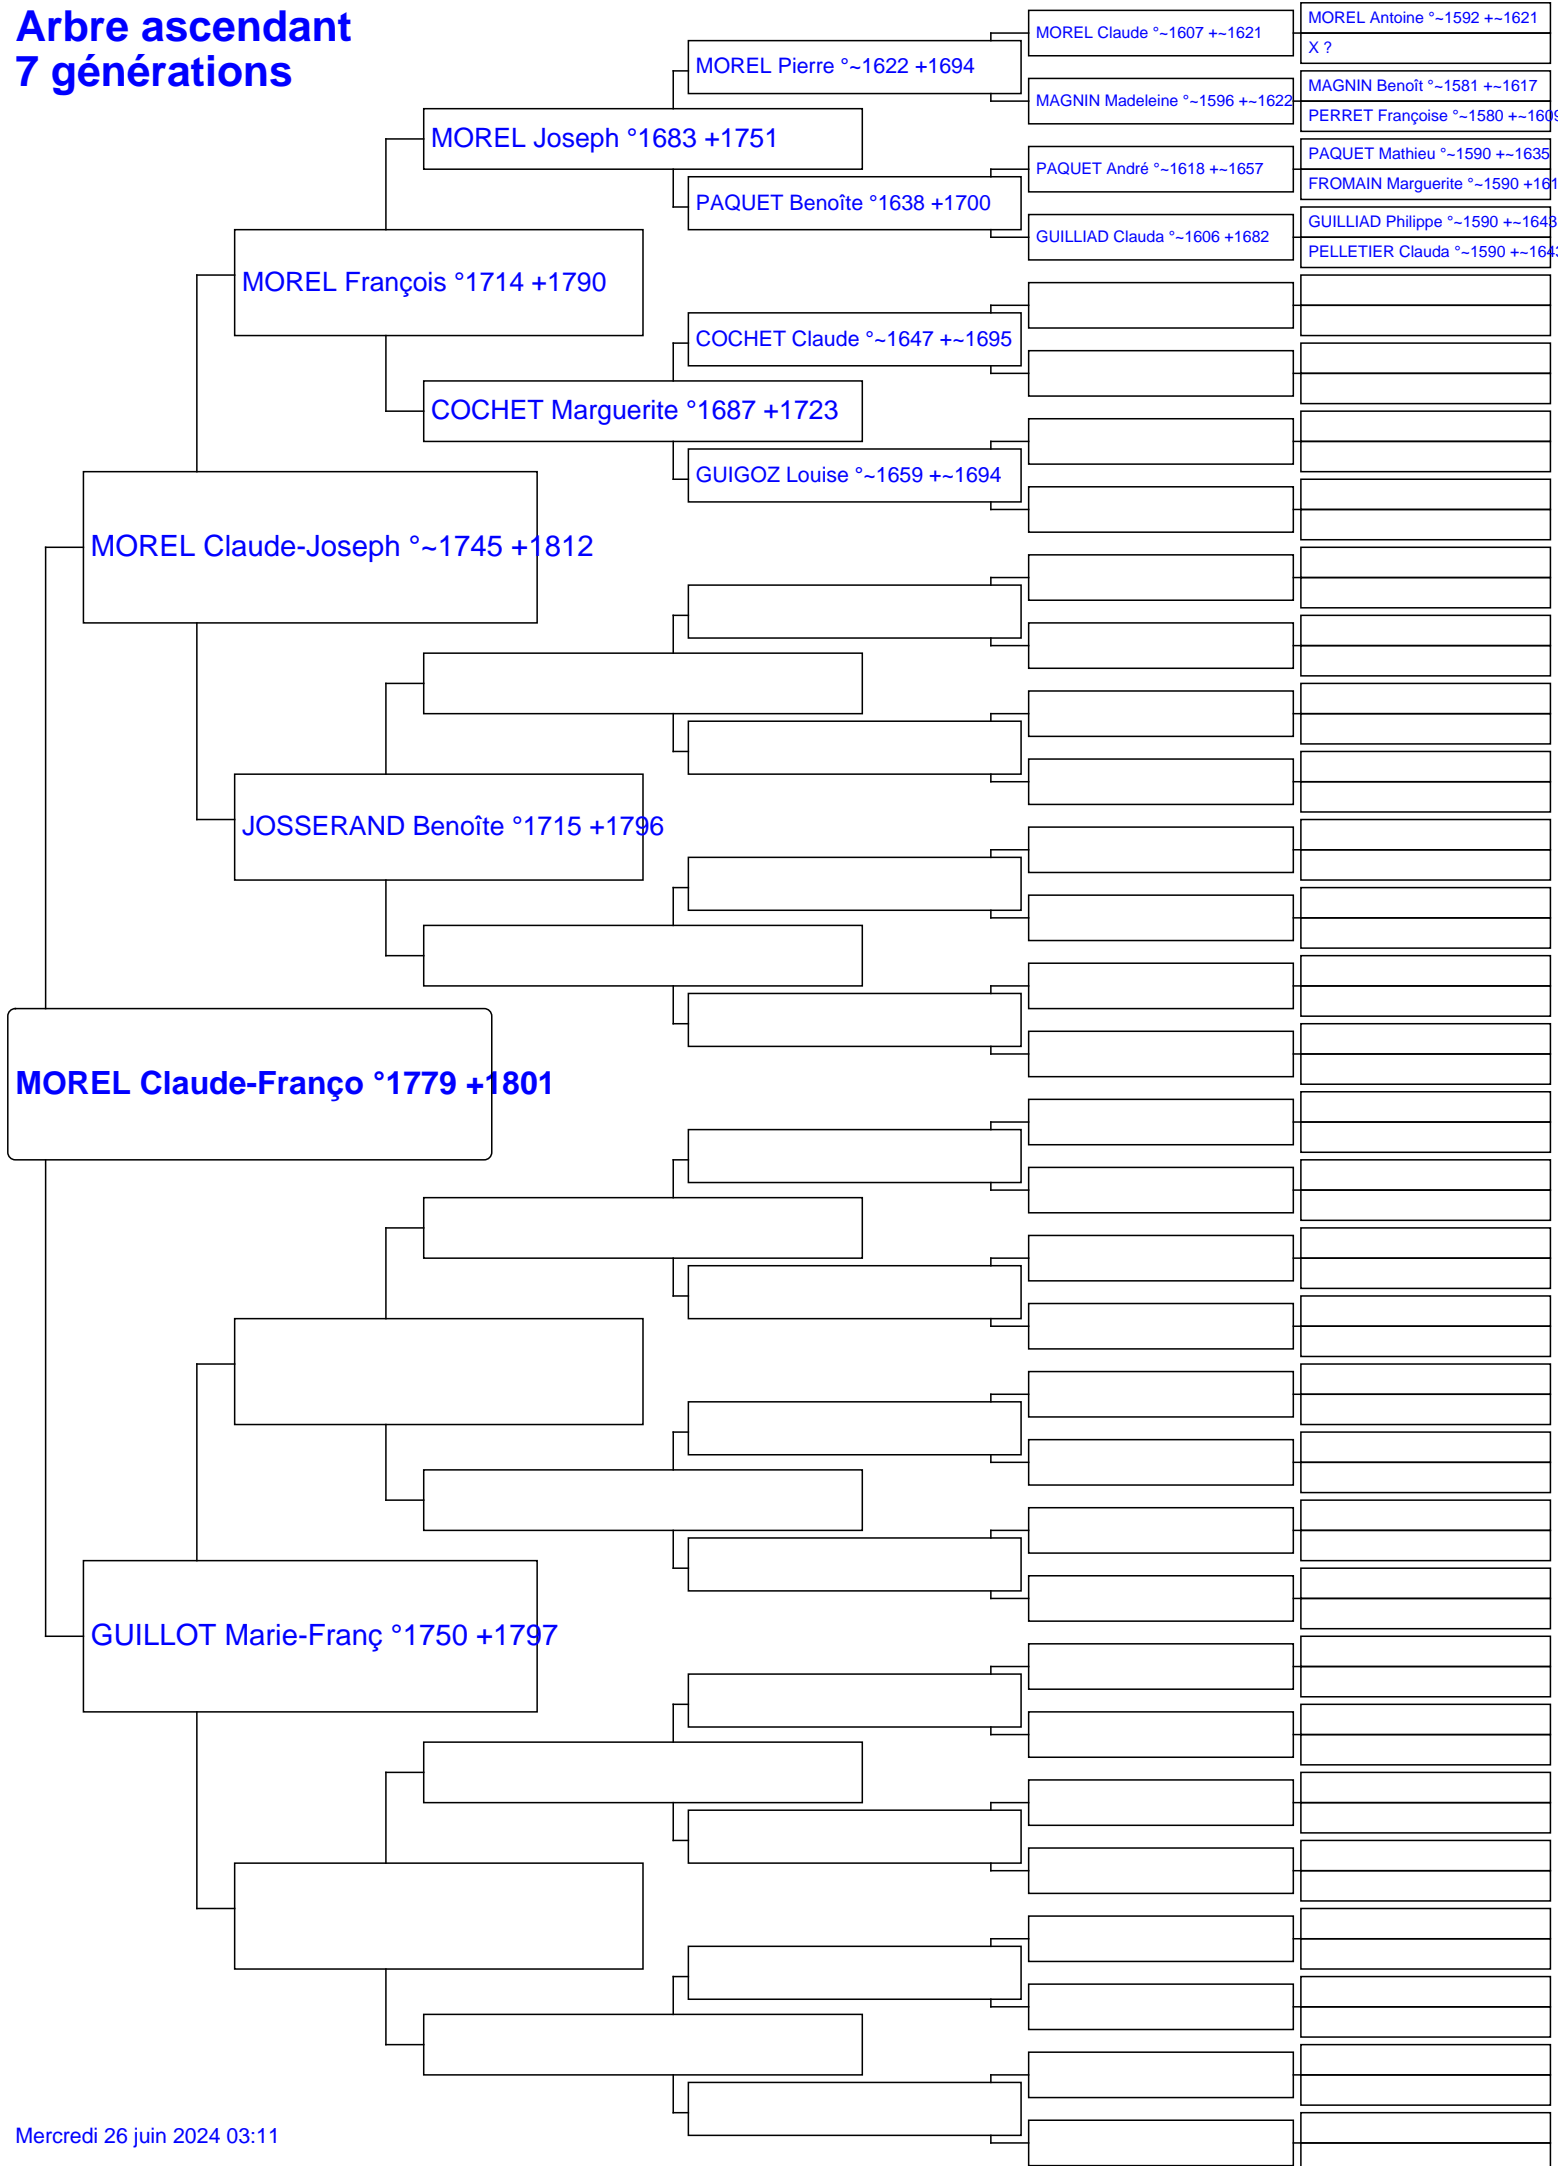 Arbre ascendant
7 générations
MOREL Antoine °~1592 +~1621
MOREL Claude °~1607 +~1621
X ?
MOREL Pierre °~1622 +1694
MAGNIN Benoît °~1581 +~1617
MAGNIN Madeleine °~1596 +~1622
PERRET Françoise °~1580 +~1609
MOREL Joseph °1683 +1751
PAQUET Mathieu °~1590 +~1635
PAQUET André °~1618 +~1657
FROMAIN Marguerite °~1590 +161
PAQUET Benoîte °1638 +1700
GUILLIAD Philippe °~1590 +~1643
GUILLIAD Clauda °~1606 +1682
PELLETIER Clauda °~1590 +~1643
MOREL François °1714 +1790
COCHET Claude °~1647 +~1695
COCHET Marguerite °1687 +1723
GUIGOZ Louise °~1659 +~1694
MOREL Claude-Joseph °~1745 +1812
JOSSERAND Benoîte °1715 +1796
MOREL Claude-Franço °1779 +1801
GUILLOT Marie-Franç °1750 +1797
Mercredi 26 juin 2024 03:11